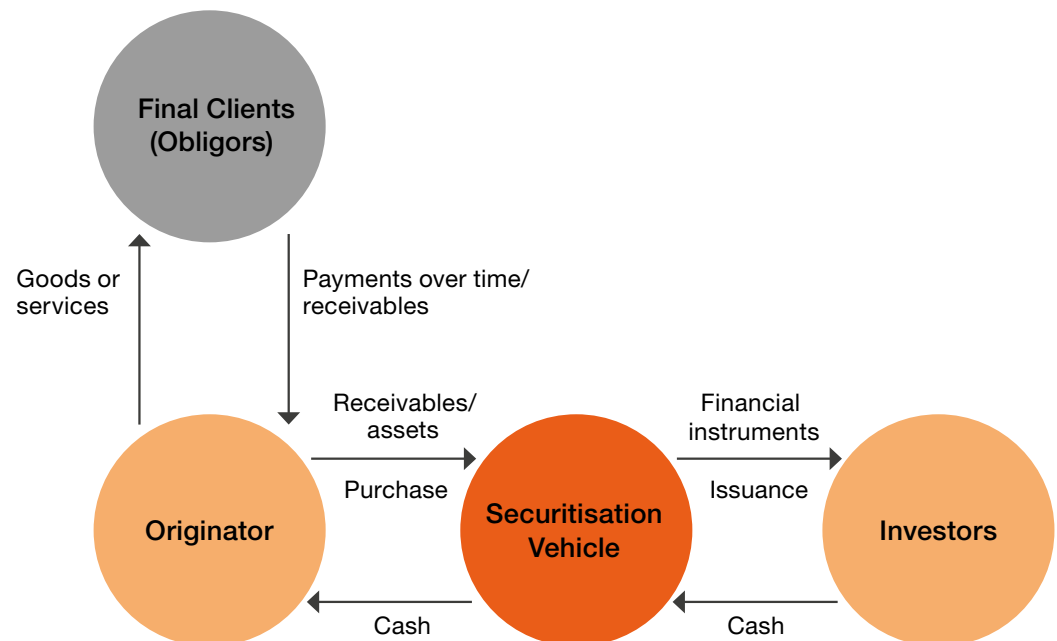 Final Clients
(Obligors)
Goods or
services
Payments over time/
receivables
Receivables/
assets
Purchase
Financial
instruments
Issuance
Originator
Securitisation
Vehicle
Investors
Cash
Cash